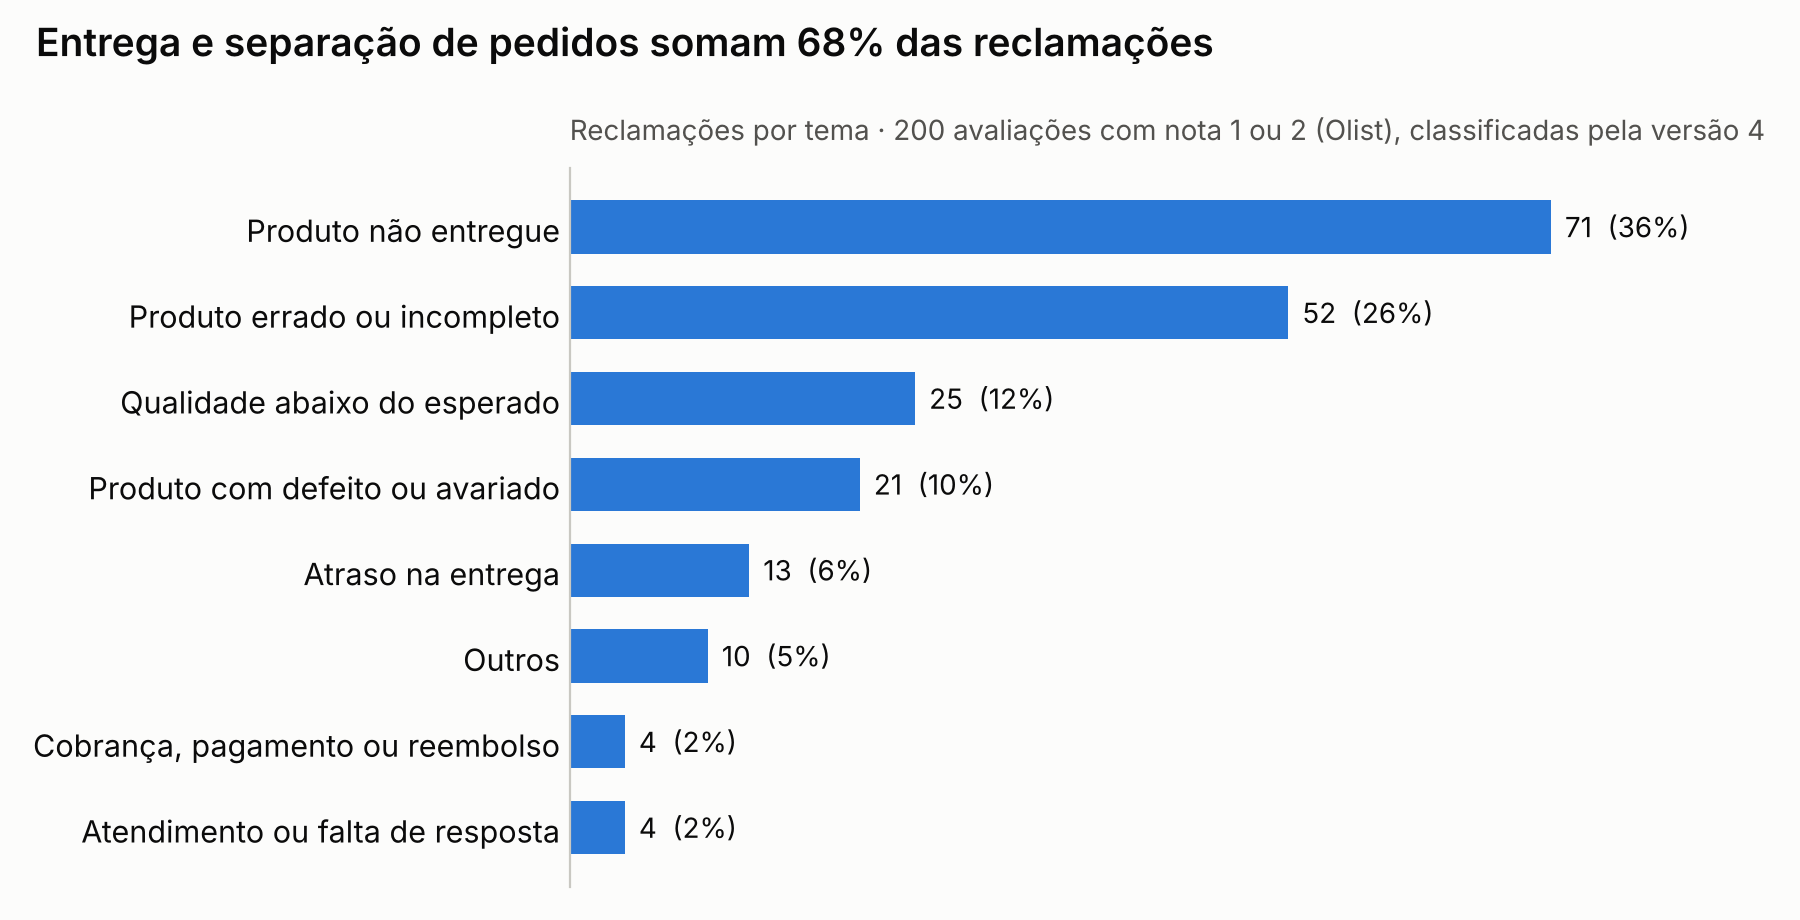 Entrega e separação de pedidos somam 68% das reclamações
Reclamações por tema · 200 avaliações com nota 1 ou 2 (Olist), classificadas pela versão 4
Produto não entregue 71 (36%)
Produto errado ou incompleto 52 (26%)
Qualidade abaixo do esperado 25 (12%)
Produto com defeito ou avariado 21 (10%)
Atraso na entrega 13 (6%)
Outros 10 (5%)
Cobrança, pagamento ou reembolso 4 (2%)
Atendimento ou falta de resposta 4 (2%)